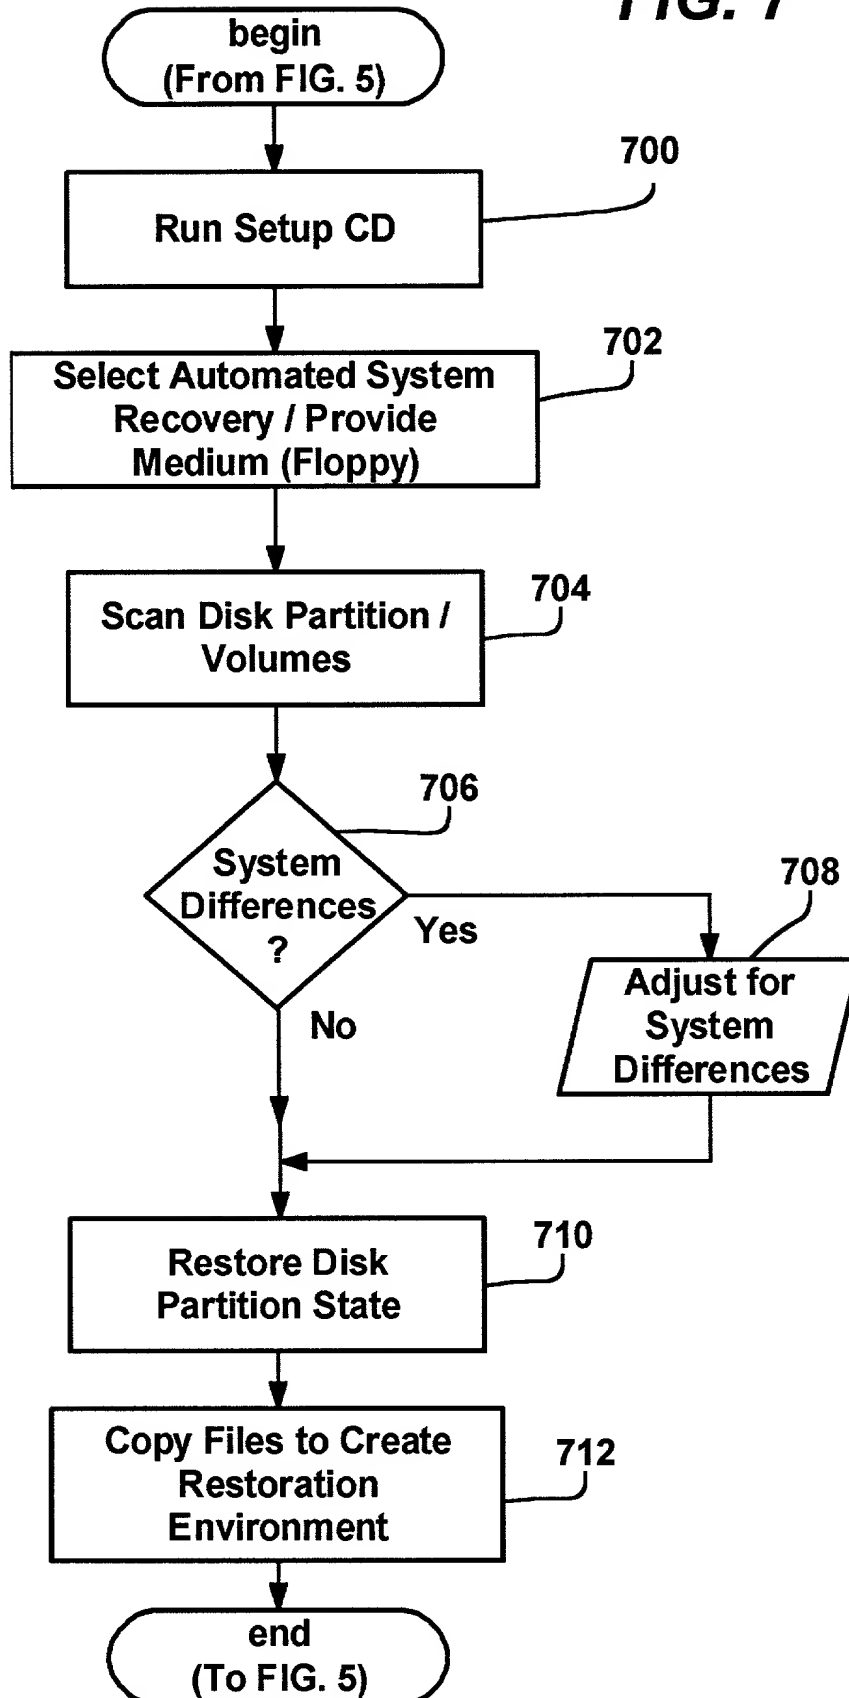 FIG. 7
begin
(From FIG. 5)
700
Run Setup CD
702
Select Automated System
Recovery / Provide
Medium (Floppy)
704
Scan Disk Partition /
Volumes
706
System
Differences
?
Yes
No
708
Adjust for
System
Differences
710
Restore Disk
Partition State
712
Copy Files to Create
Restoration
Environment
end
(To FIG. 5)